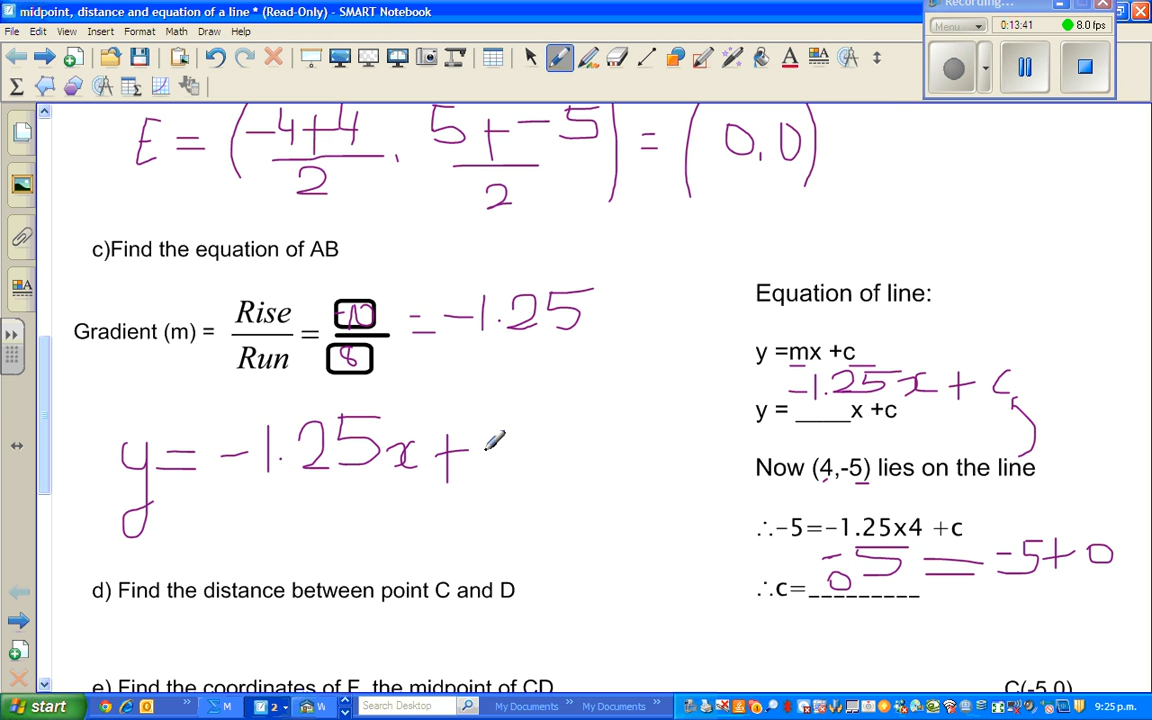 midpoint, distance and equation of a line * (Read-Only) - SMART Notebook
Recording...
File Edit View Insert Format Math Draw Help
Menu
0:13:41
8.0 fps
E = (-4+4/2, 5+-5/2) = (0,0)
c)Find the equation of AB
Equation of line:
Gradient (m) = Rise/Run = -10/8 = -1.25
y =mx +c
-1.25x + c
y = ____x +c
y = -1.25x +
Now (4,-5) lies on the line
∴-5=-1.25x4 +c
-5 = -5+0
∴c=_________
0
d) Find the distance between point C and D
e) Find the coordinates of F, the midpoint of CD
C(-5,0)
start
2
W
Search Desktop
My Documents
My Documents
9:25 p.m.